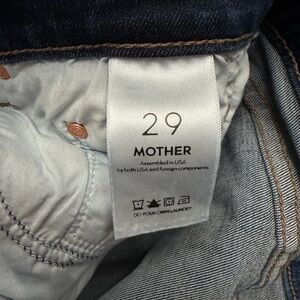 29
MOTHER
Assembled in USA
by both USA and foreign components
DO YOUR OWN LAUNDRY